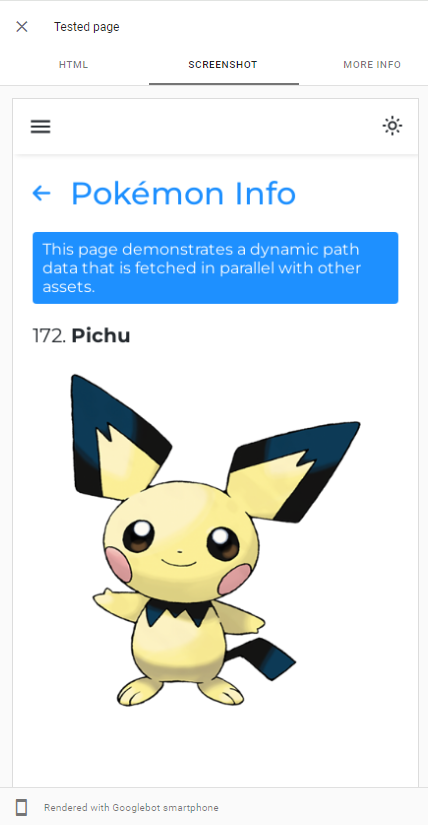 Tested page
HTML
SCREENSHOT
MORE INFO
Pokémon Info
This page demonstrates a dynamic path
data that is fetched in parallel with other
assets.
172. Pichu
Rendered with Googlebot smartphone